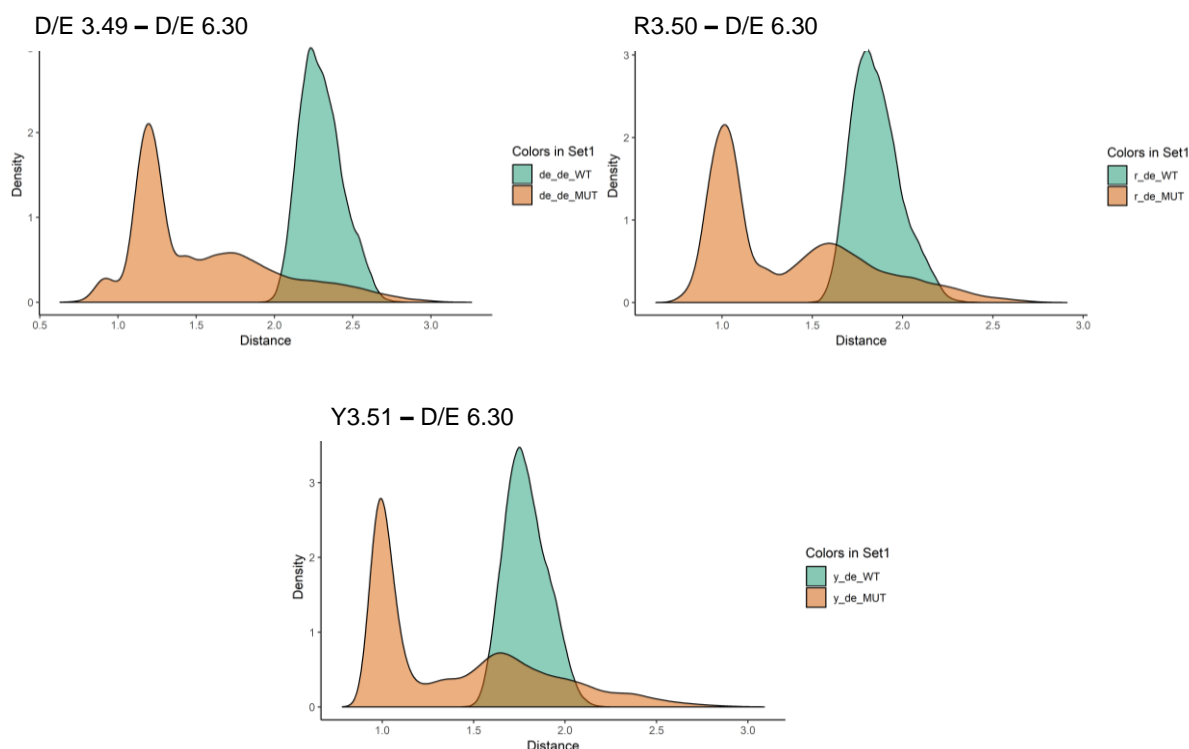 D/E 3.49 – D/E 6.30
2
1
0
Density
0.5 1.0 1.5 2.0 2.5 3.0
Distance
Colors in Set1
de_de_WT
de_de_MUT
R3.50 – D/E 6.30
3
2
1
0
Density
1.0 1.5 2.0 2.5 3.0
Distance
Colors in Set1
r_de_WT
r_de_MUT
Y3.51 – D/E 6.30
3
2
1
0
Density
1.0 1.5 2.0 2.5 3.0
Distance
Colors in Set1
y_de_WT
y_de_MUT